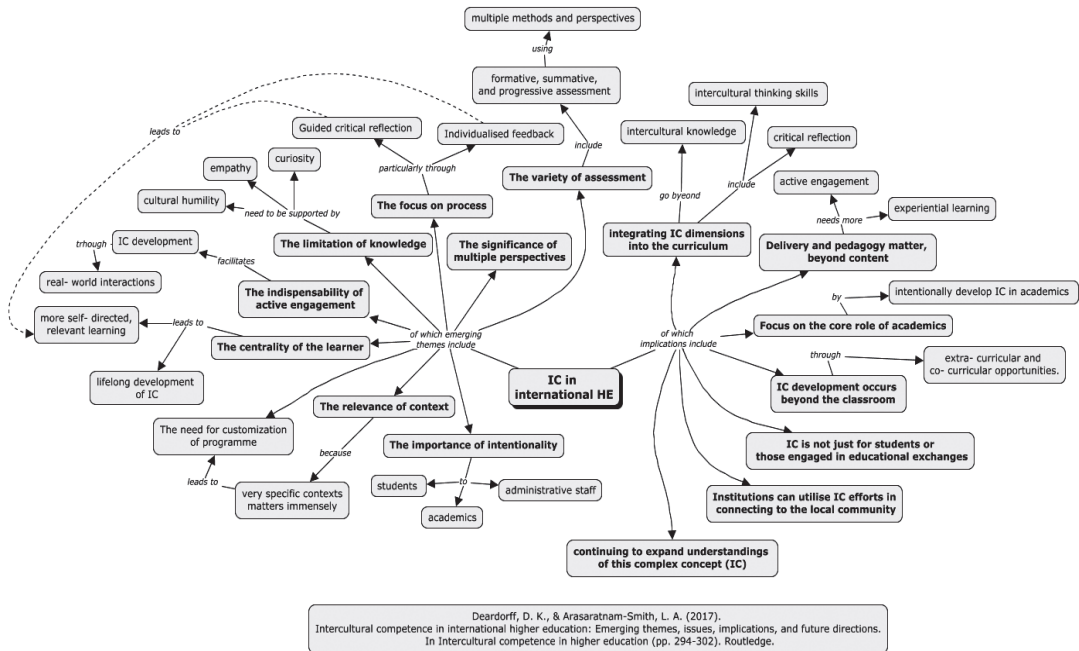 multiple methods and perspectives
using
formative, summative,
and progressive assessment
intercultural thinking skills
leads to
Guided critical reflection
Individualised feedback
intercultural knowledge
critical reflection
include
curiosity
empathy
particularly through
The variety of assessment
include
go byeond
active engagement
cultural humility
need to be supported by
The focus on process
needs more
experiential learning
The limitation of knowledge
The significance of
multiple perspectives
integrating IC dimensions
into the curriculum
Delivery and pedagogy matter,
beyond content
trhough
IC development
facilitates
real- world interactions
The indispensability of
active engagement
by
intentionally develop IC in academics
more self- directed,
relevant learning
leads to
The centrality of the learner
of which emerging
themes include
of which
implications include
Focus on the core role of academics
through
extra- curricular and
co- curricular opportunities.
lifelong development
of IC
IC in
international HE
IC development occurs
beyond the classroom
The relevance of context
The need for customization
of programme
The importance of intentionality
IC is not just for students or
those engaged in educational exchanges
because
leads to
very specific contexts
matters immensely
students
to
administrative staff
academics
Institutions can utilise IC efforts in
connecting to the local community
continuing to expand understandings
of this complex concept (IC)
Deardorff, D. K., & Arasaratnam-Smith, L. A. (2017).
Intercultural competence in international higher education: Emerging themes, issues, implications, and future directions.
In Intercultural competence in higher education (pp. 294-302). Routledge.